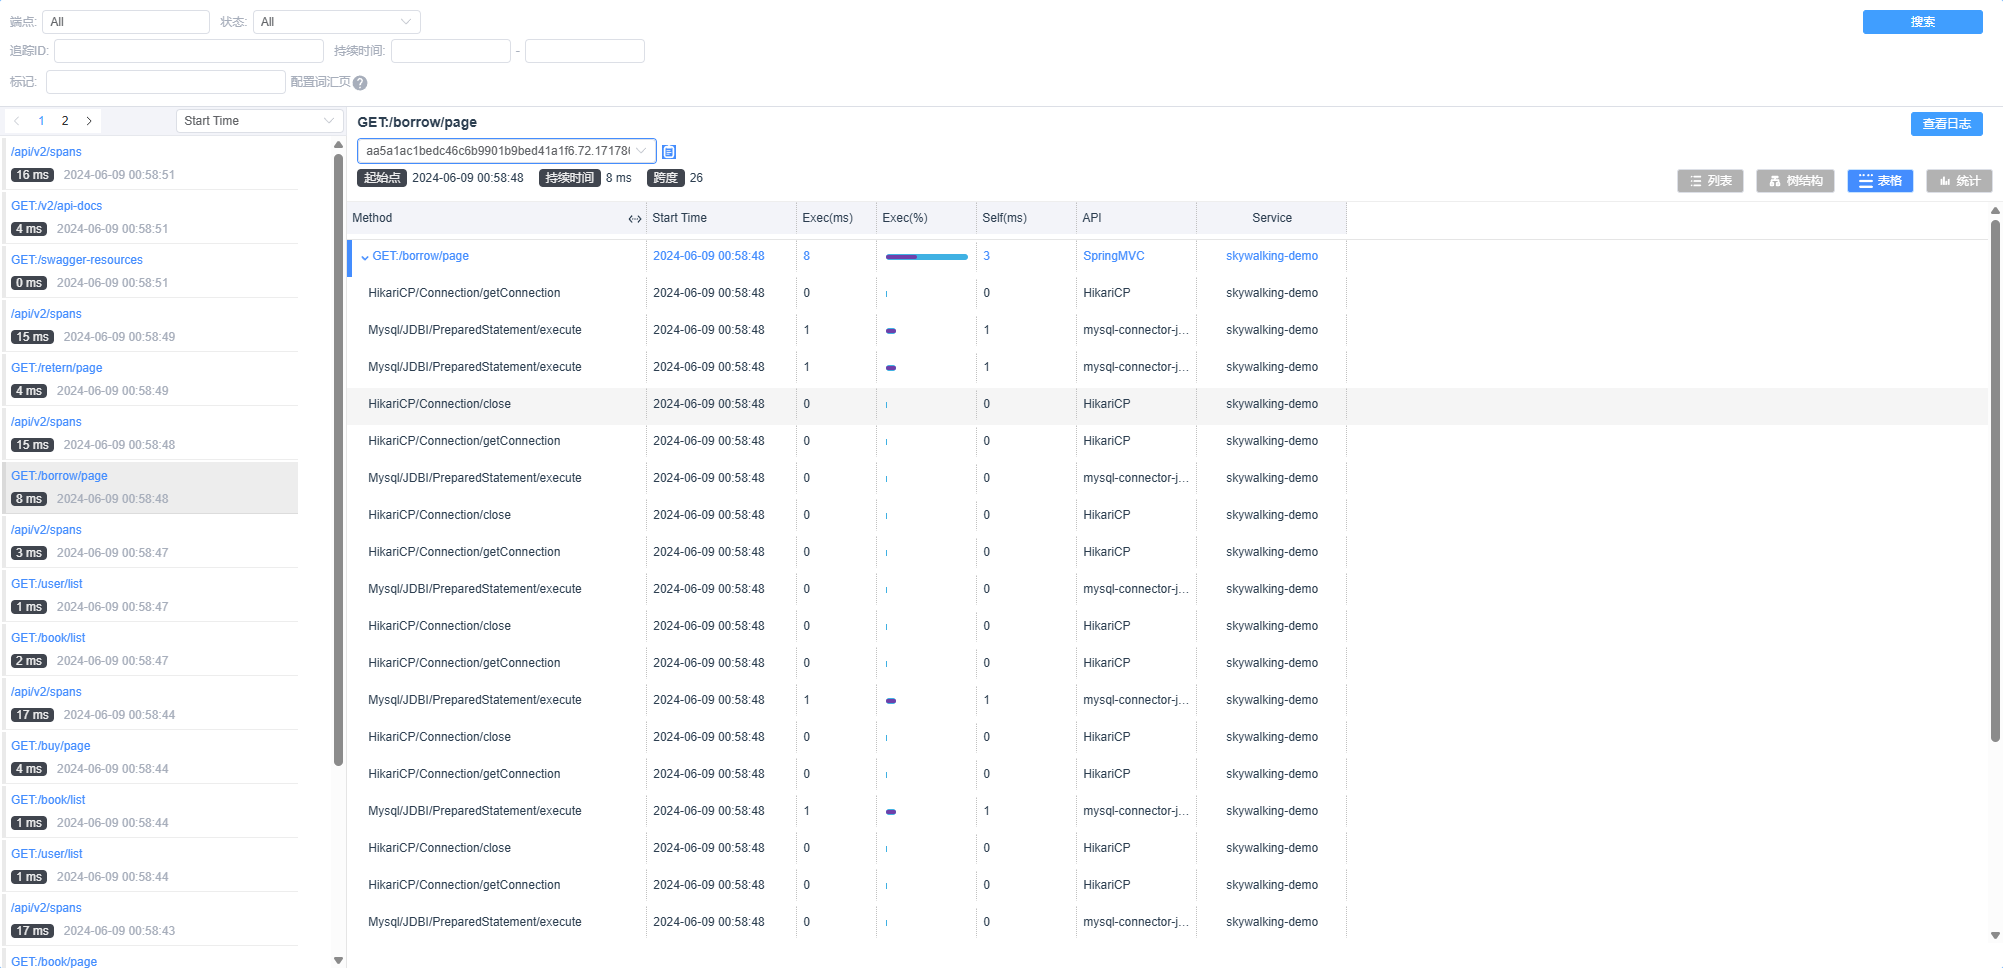 端点: All 状态: All 搜索
追踪ID: 持续时间: -
标记: 配置词汇页 ?
1 2 Start Time
/api/v2/spans
16 ms 2024-06-09 00:58:51
GET:/v2/api-docs
4 ms 2024-06-09 00:58:51
GET:/swagger-resources
0 ms 2024-06-09 00:58:51
/api/v2/spans
15 ms 2024-06-09 00:58:49
GET:/retern/page
4 ms 2024-06-09 00:58:49
/api/v2/spans
15 ms 2024-06-09 00:58:48
GET:/borrow/page
8 ms 2024-06-09 00:58:48
/api/v2/spans
3 ms 2024-06-09 00:58:47
GET:/user/list
1 ms 2024-06-09 00:58:47
GET:/book/list
2 ms 2024-06-09 00:58:47
/api/v2/spans
17 ms 2024-06-09 00:58:44
GET:/buy/page
4 ms 2024-06-09 00:58:44
GET:/book/list
1 ms 2024-06-09 00:58:44
GET:/user/list
1 ms 2024-06-09 00:58:44
/api/v2/spans
17 ms 2024-06-09 00:58:43
GET:/book/page
GET:/borrow/page 查看日志
aa5a1ac1bedc46c6b9901b9bed41a1f6.72.17178
起始点 2024-06-09 00:58:48 持续时间 8 ms 跨度 26
列表 树结构 表格 统计
Method Start Time Exec(ms) Exec(%) Self(ms) API Service
GET:/borrow/page 2024-06-09 00:58:48 8 3 SpringMVC skywalking-demo
HikariCP/Connection/getConnection 2024-06-09 00:58:48 0 0 HikariCP skywalking-demo
Mysql/JDBI/PreparedStatement/execute 2024-06-09 00:58:48 1 1 mysql-connector-j... skywalking-demo
Mysql/JDBI/PreparedStatement/execute 2024-06-09 00:58:48 1 1 mysql-connector-j... skywalking-demo
HikariCP/Connection/close 2024-06-09 00:58:48 0 0 HikariCP skywalking-demo
HikariCP/Connection/getConnection 2024-06-09 00:58:48 0 0 HikariCP skywalking-demo
Mysql/JDBI/PreparedStatement/execute 2024-06-09 00:58:48 0 0 mysql-connector-j... skywalking-demo
HikariCP/Connection/close 2024-06-09 00:58:48 0 0 HikariCP skywalking-demo
HikariCP/Connection/getConnection 2024-06-09 00:58:48 0 0 HikariCP skywalking-demo
Mysql/JDBI/PreparedStatement/execute 2024-06-09 00:58:48 0 0 mysql-connector-j... skywalking-demo
HikariCP/Connection/close 2024-06-09 00:58:48 0 0 HikariCP skywalking-demo
HikariCP/Connection/getConnection 2024-06-09 00:58:48 0 0 HikariCP skywalking-demo
Mysql/JDBI/PreparedStatement/execute 2024-06-09 00:58:48 1 1 mysql-connector-j... skywalking-demo
HikariCP/Connection/close 2024-06-09 00:58:48 0 0 HikariCP skywalking-demo
HikariCP/Connection/getConnection 2024-06-09 00:58:48 0 0 HikariCP skywalking-demo
Mysql/JDBI/PreparedStatement/execute 2024-06-09 00:58:48 1 1 mysql-connector-j... skywalking-demo
HikariCP/Connection/close 2024-06-09 00:58:48 0 0 HikariCP skywalking-demo
HikariCP/Connection/getConnection 2024-06-09 00:58:48 0 0 HikariCP skywalking-demo
Mysql/JDBI/PreparedStatement/execute 2024-06-09 00:58:48 0 0 mysql-connector-j... skywalking-demo